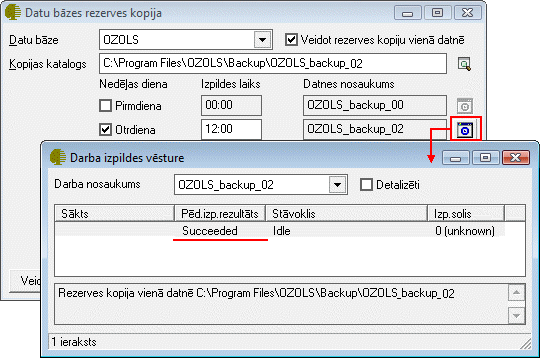 Datu bāzes rezerves kopija
Datu bāze OZOLS Veidot rezerves kopiju vienā datnē
Kopijas katalogs C:\Program Files\OZOLS\Backup\OZOLS_backup_02
Nedēļas diena Izpildes laiks Datnes nosaukums
Pirmdiena 00:00 OZOLS_backup_00
Otrdiena 12:00 OZOLS_backup_02
Darba izpildes vēsture
Darba nosaukums OZOLS_backup_02 Detalizēti
Sākts Pēd.izp.rezultāts Stāvoklis Izp.solis
Succeeded Idle 0 (unknown)
Veid
Rezerves kopija vienā datnē C:\Program Files\OZOLS\Backup\OZOLS_backup_02
1 ieraksts